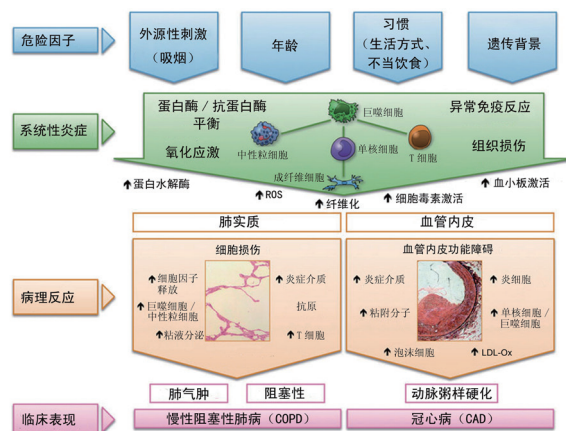 危险因子
外源性刺激
（吸烟）
年龄
习惯
（生活方式、
不当饮食）
遗传背景
系统性炎症
蛋白酶 / 抗蛋白酶
平衡
氧化应激
巨噬细胞
中性粒细胞
单核细胞
T 细胞
成纤维细胞
异常免疫反应
组织损伤
↑蛋白水解酶
↑ROS
↑纤维化
↑细胞毒素激活
↑血小板激活
肺实质
血管内皮
病理反应
细胞损伤
↑细胞因子
释放
↑巨噬细胞 /
中性粒细胞
↑粘液分泌
↑炎症介质
抗原
↑T 细胞
血管内皮功能障碍
↑炎症介质
↑粘附分子
↑泡沫细胞
↑炎细胞
↑单核细胞 /
巨噬细胞
↑LDL-Ox
临床表现
肺气肿
阻塞性
动脉粥样硬化
慢性阻塞性肺病（COPD）
冠心病（CAD）